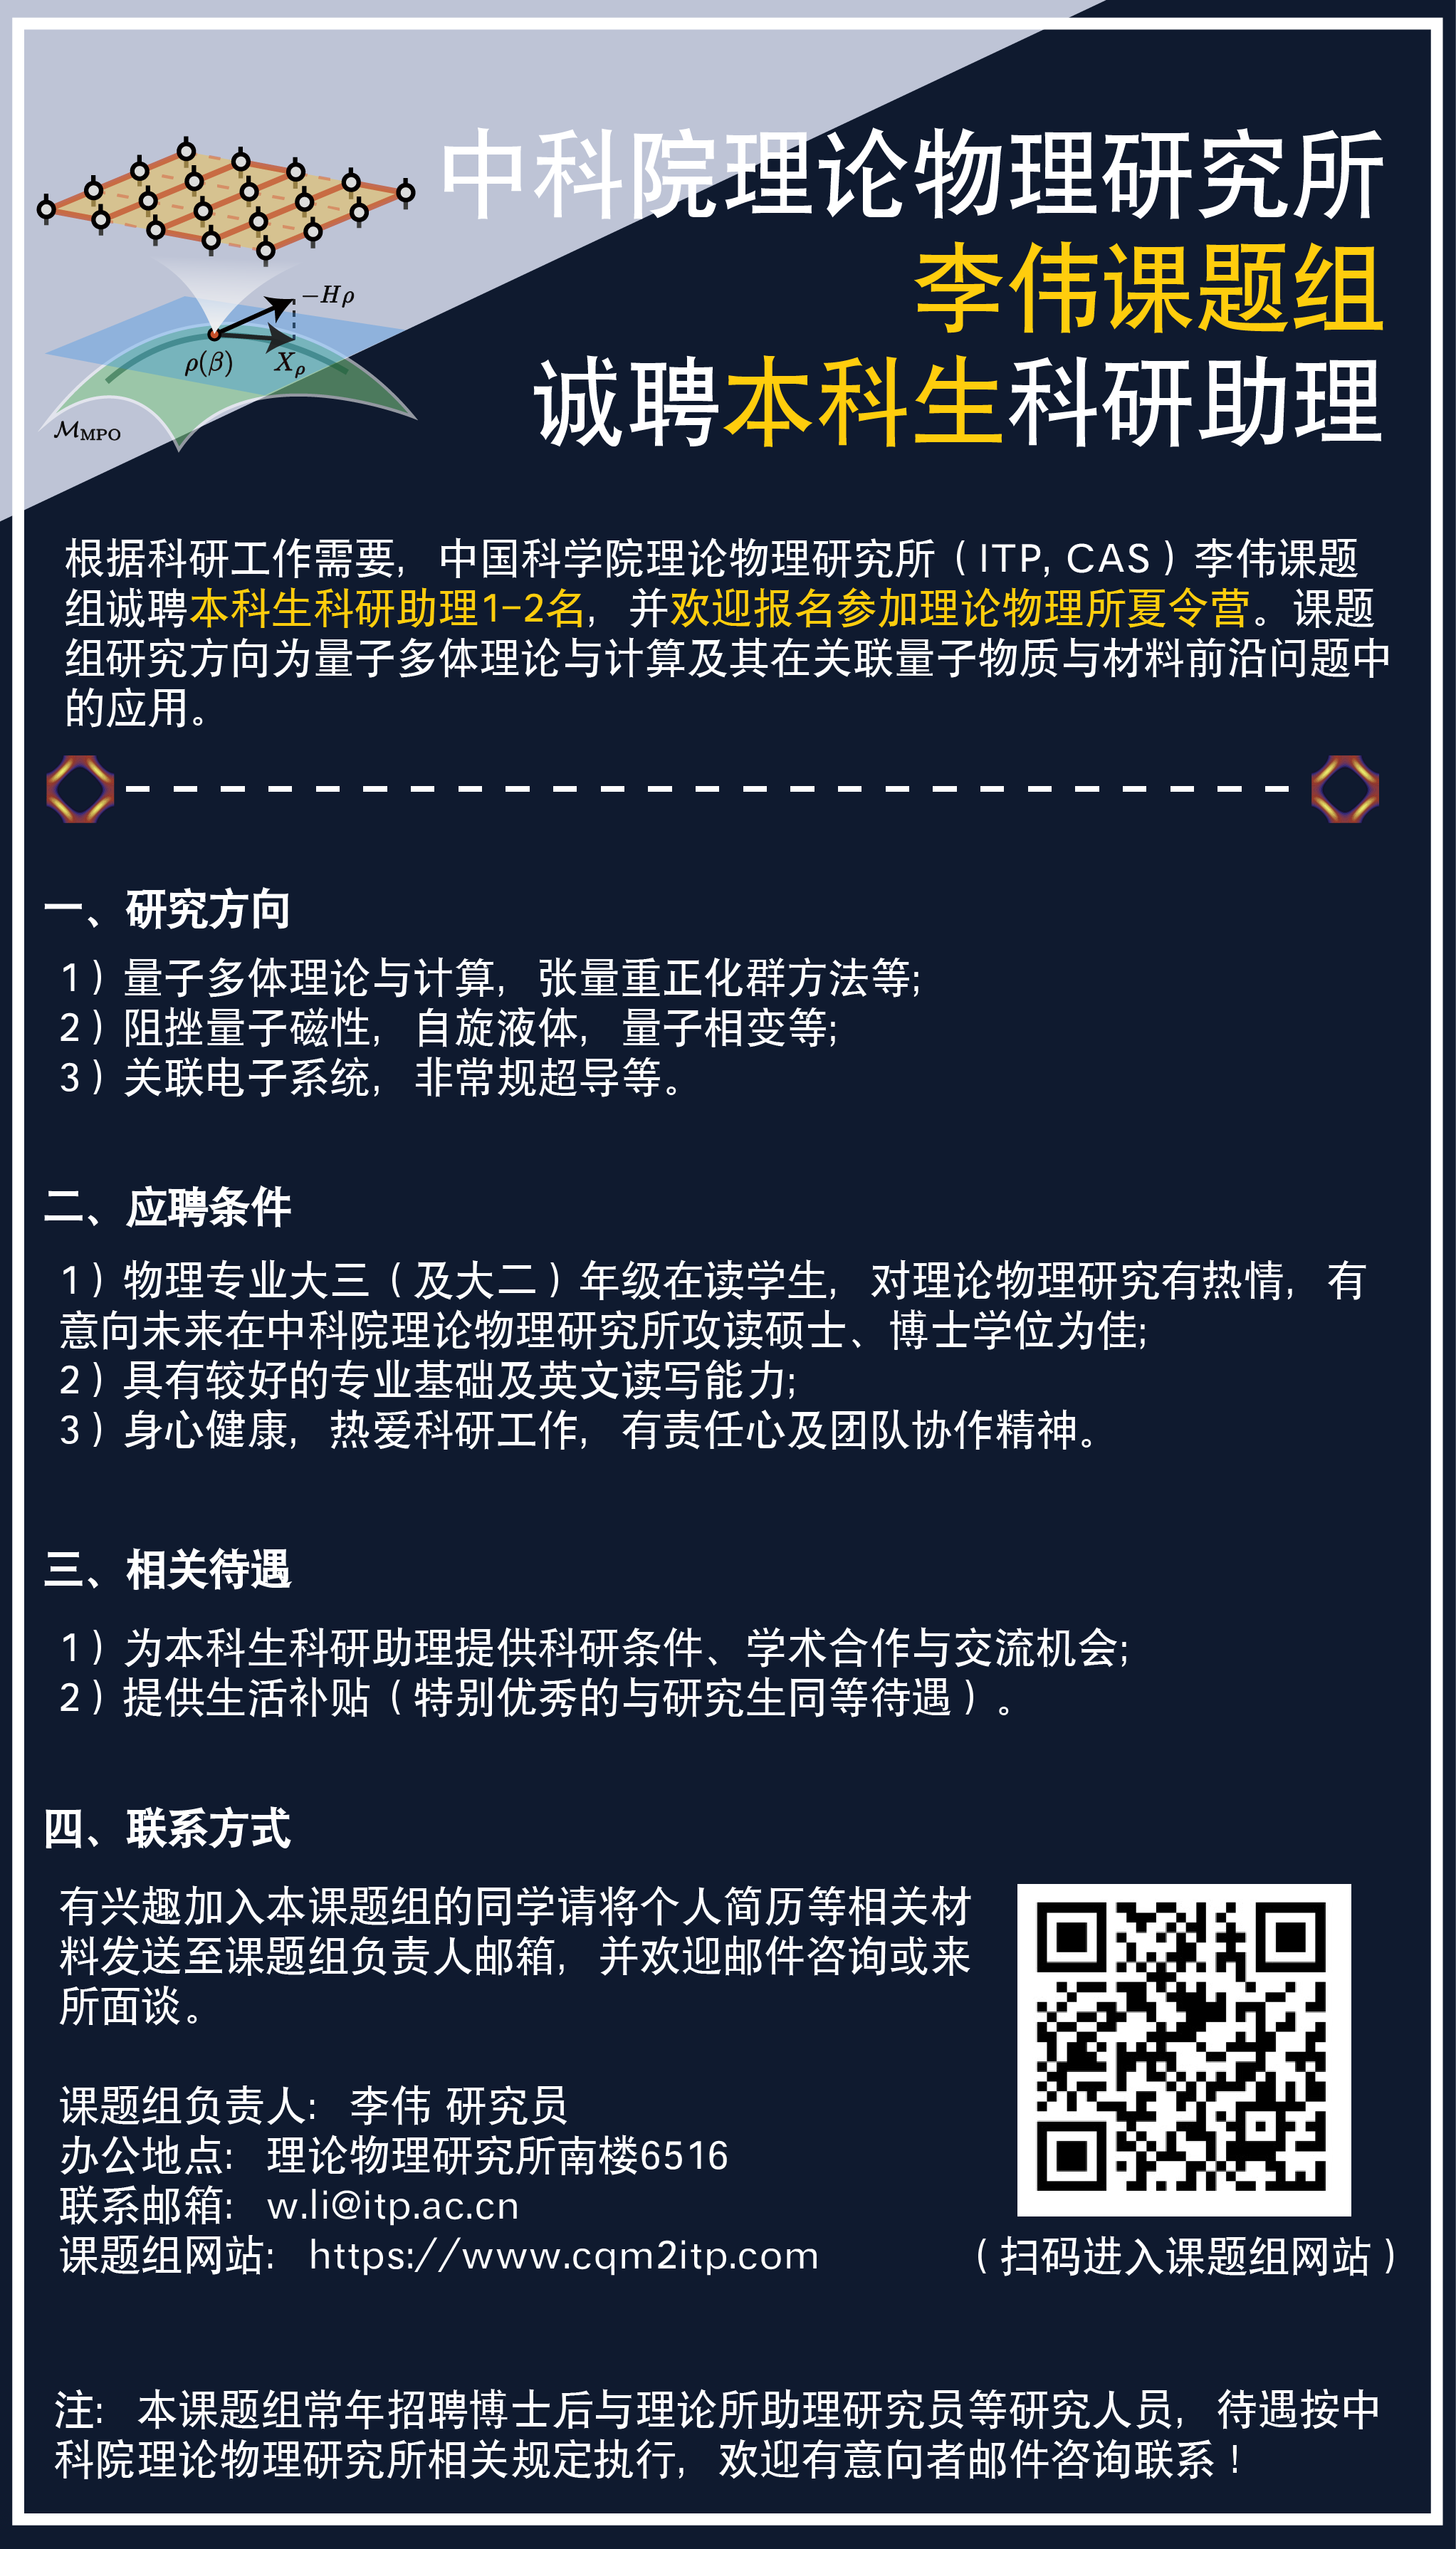 中科院理论物理研究所
李伟课题组
诚聘本科生科研助理
−Hρ
ρ(β)
Xρ
ℳMPO
根据科研工作需要，中国科学院理论物理研究所（ITP, CAS）李伟课题
组诚聘本科生科研助理1-2名，并欢迎报名参加理论物理所夏令营。课题
组研究方向为量子多体理论与计算及其在关联量子物质与材料前沿问题中
的应用。
一、研究方向
1）量子多体理论与计算，张量重正化群方法等;
2）阻挫量子磁性，自旋液体，量子相变等;
3）关联电子系统，非常规超导等。
二、应聘条件
1）物理专业大三（及大二）年级在读学生，对理论物理研究有热情，有
意向未来在中科院理论物理研究所攻读硕士、博士学位为佳;
2）具有较好的专业基础及英文读写能力;
3）身心健康，热爱科研工作，有责任心及团队协作精神。
三、相关待遇
1）为本科生科研助理提供科研条件、学术合作与交流机会;
2）提供生活补贴（特别优秀的与研究生同等待遇）。
四、联系方式
有兴趣加入本课题组的同学请将个人简历等相关材
料发送至课题组负责人邮箱，并欢迎邮件咨询或来
所面谈。
课题组负责人：李伟 研究员
办公地点：理论物理研究所南楼6516
联系邮箱：w.li@itp.ac.cn
课题组网站：https://www.cqm2itp.com
（扫码进入课题组网站）
注：本课题组常年招聘博士后与理论所助理研究员等研究人员，待遇按中
科院理论物理研究所相关规定执行，欢迎有意向者邮件咨询联系！